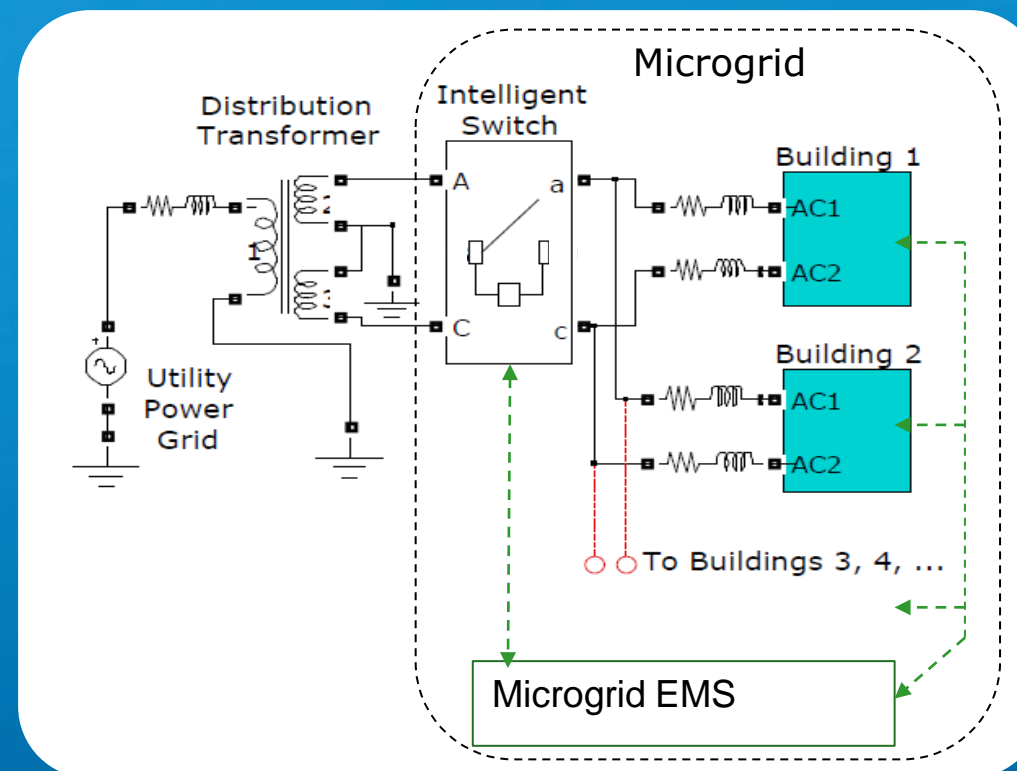 Microgrid
Distribution
Transformer
Intelligent
Switch
Building 1
A
a
AC1
2
1
AC2
3
C
c
Building 2
+
Utility
Power
Grid
AC1
AC2
To Buildings 3, 4, ...
Microgrid EMS